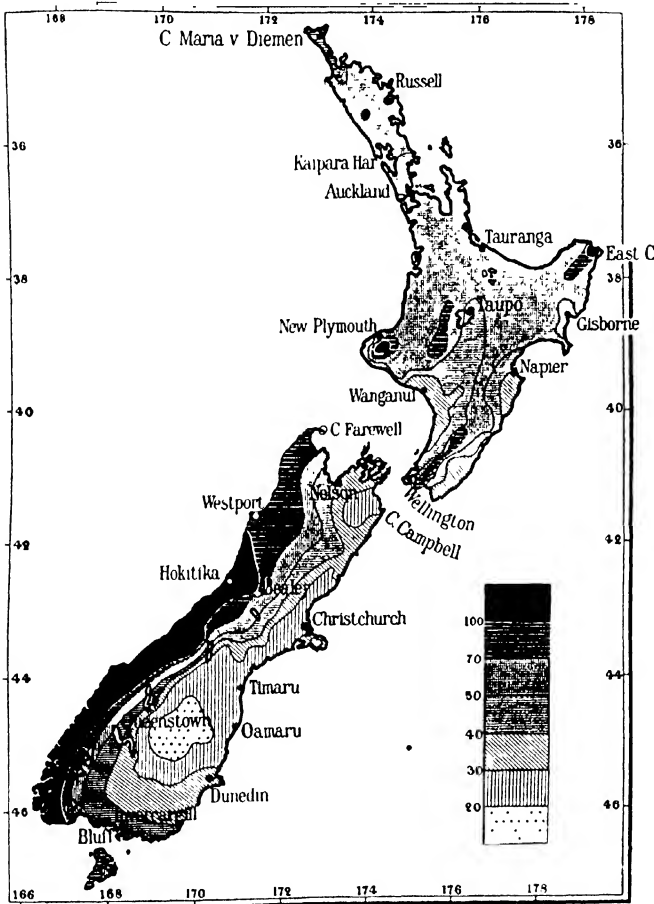 168 170 172 174 176 178
C Maria v Diemen
Russell
36 36
Kaipara Har
Auckland
Tauranga
East C
38 38
Taupo
New Plymouth
Gisborne
Napier
Wanganui
40 40
C Farewell
Nelson
Wellington
Westport
C. Campbell
42 42
Hokitika
Bealey
Christchurch
100
70
44 44
Timaru
50
Queenstown
Oamaru
40
30
Dunedin
20
46 46
Invercargill
Bluff
166 168 170 172 174 176 178